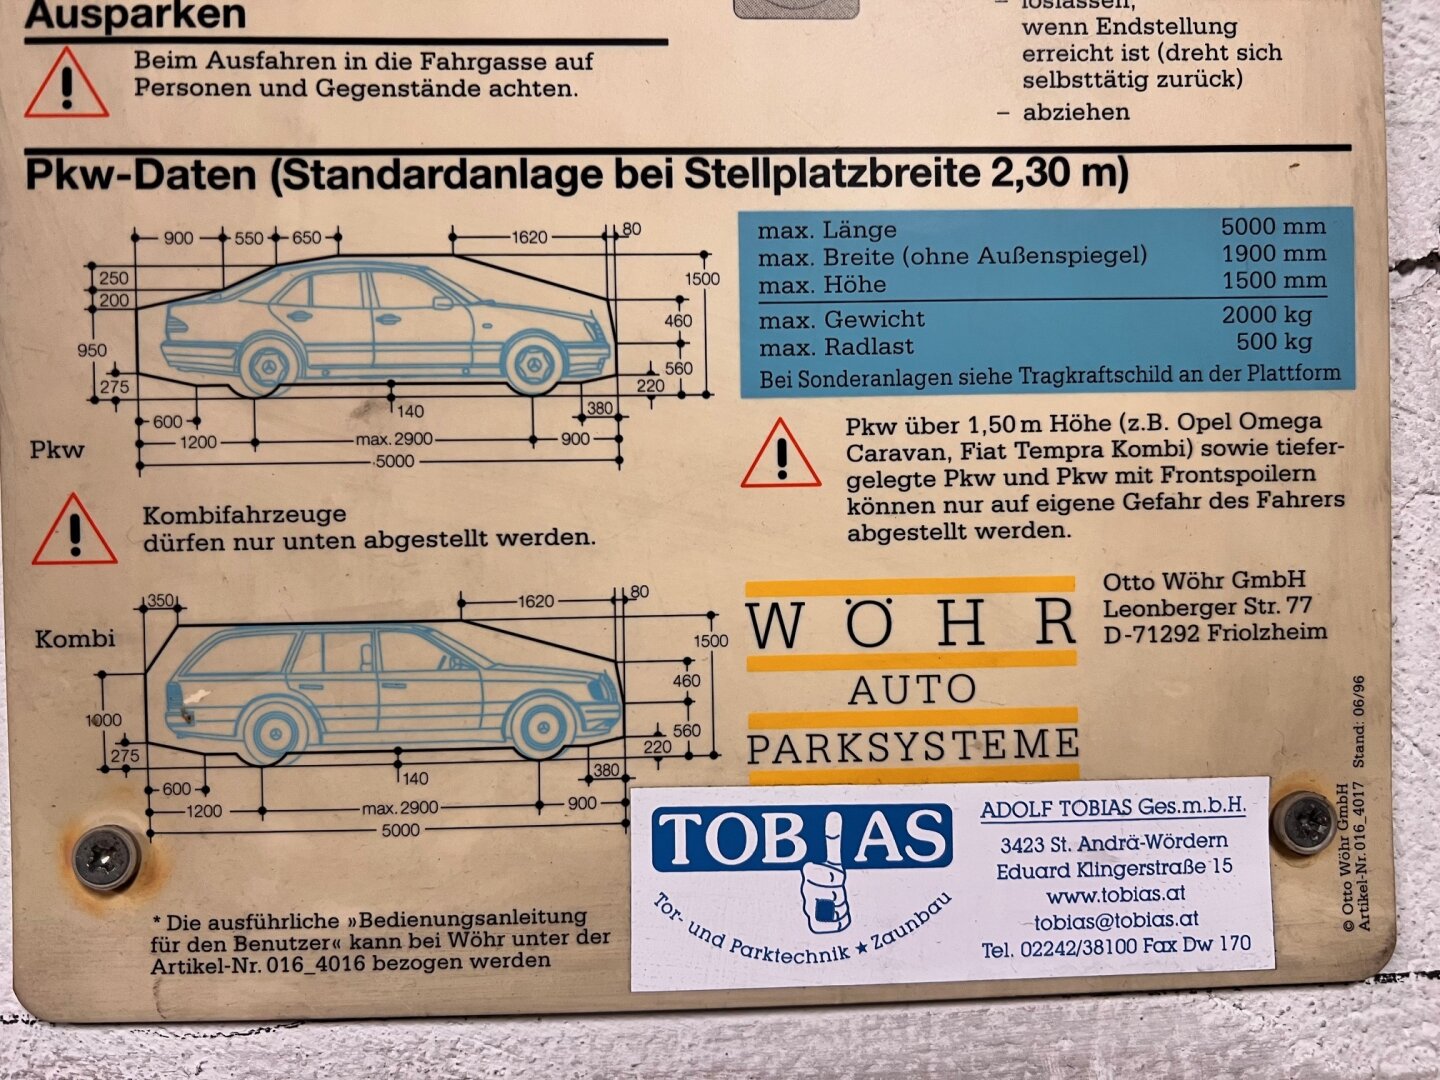 Ausparken
Beim Ausfahren in die Fahrgasse auf
Personen und Gegenstände achten.
– loslassen,
wenn Endstellung
erreicht ist (dreht sich
selbsttätig zurück)
– abziehen
Pkw-Daten (Standardanlage bei Stellplatzbreite 2,30 m)
900 550 650 1620 80
250
200
950
275
1500
460
560
220
600 140 380
1200 max. 2900 900
5000
Pkw
max. Länge 5000 mm
max. Breite (ohne Außenspiegel) 1900 mm
max. Höhe 1500 mm
max. Gewicht 2000 kg
max. Radlast 500 kg
Bei Sonderanlagen siehe Tragkraftschild an der Plattform
Kombifahrzeuge
dürfen nur unten abgestellt werden.
Pkw über 1,50 m Höhe (z.B. Opel Omega
Caravan, Fiat Tempra Kombi) sowie tiefer-
gelegte Pkw und Pkw mit Frontspoilern
können nur auf eigene Gefahr des Fahrers
abgestellt werden.
350 1620 80
Kombi
1000
275
1500
460
560
220
600 140 380
1200 max. 2900 900
5000
WÖHR
AUTO
PARKSYSTEME
Otto Wöhr GmbH
Leonberger Str. 77
D-71292 Friolzheim
* Die ausführliche »Bedienungsanleitung
für den Benutzer« kann bei Wöhr unter der
Artikel-Nr. 016_4016 bezogen werden
TOBIAS
Tor- und Parktechnik ★ Zaunbau
ADOLF TOBIAS Ges.m.b.H.
3423 St. Andrä-Wördern
Eduard Klingerstraße 15
www.tobias.at
tobias@tobias.at
Tel. 02242/38100 Fax Dw 170
© Otto Wöhr GmbH
Artikel-Nr. 016_4017 Stand: 06/96